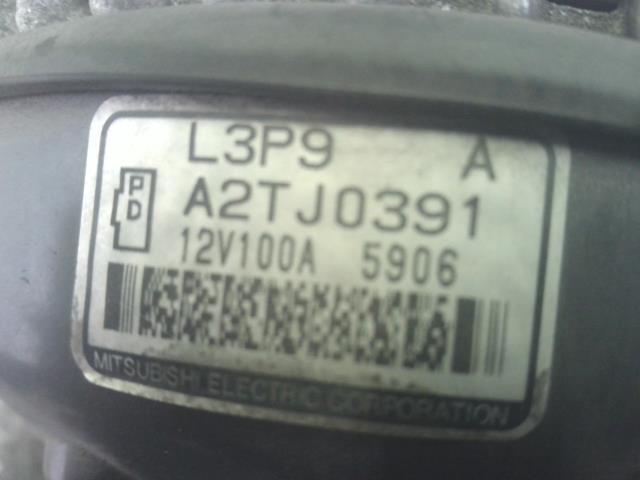 L3P9 A
PD
A2TJ0391
12V100A 5906
MITSUBISHI ELECTRIC CORPORATION